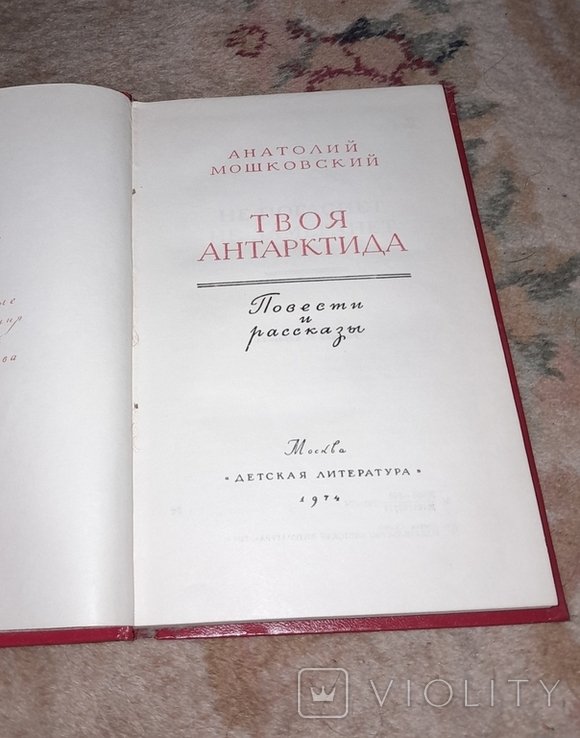 АНАТОЛИЙ
МОШКОВСКИЙ
ТВОЯ
АНТАРКТИДА
Повести
и
рассказы
Москва
"ДЕТСКАЯ ЛИТЕРАТУРА"
1974
VIOLITY